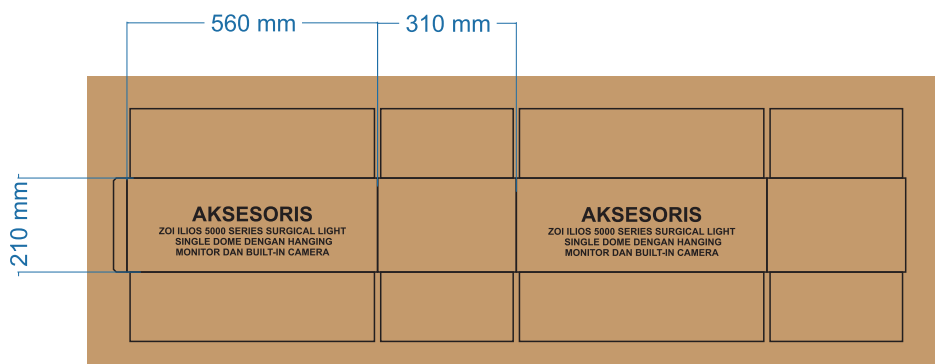 560 mm
310 mm
210 mm
AKSESORIS
ZOI ILIOS 5000 SERIES SURGICAL LIGHT
SINGLE DOME DENGAN HANGING
MONITOR DAN BUILT-IN CAMERA
AKSESORIS
ZOI ILIOS 5000 SERIES SURGICAL LIGHT
SINGLE DOME DENGAN HANGING
MONITOR DAN BUILT-IN CAMERA